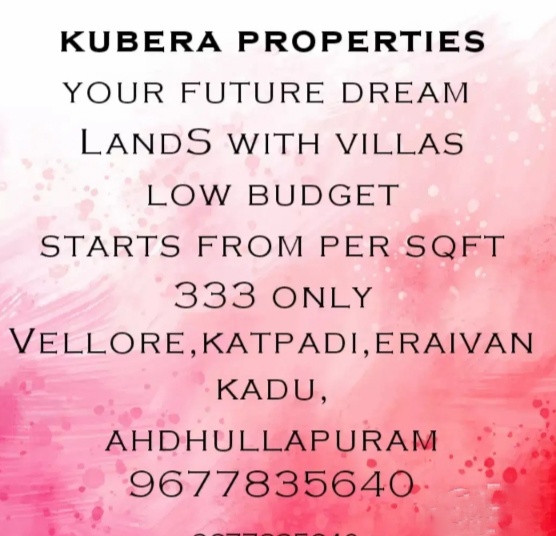 KUBERA PROPERTIES
YOUR FUTURE DREAM
LANDS WITH VILLAS
LOW BUDGET
STARTS FROM PER SQFT
333 ONLY
VELLORE,KATPADI,ERAIVAN
KADU,
AHDHULLAPURAM
9677835640